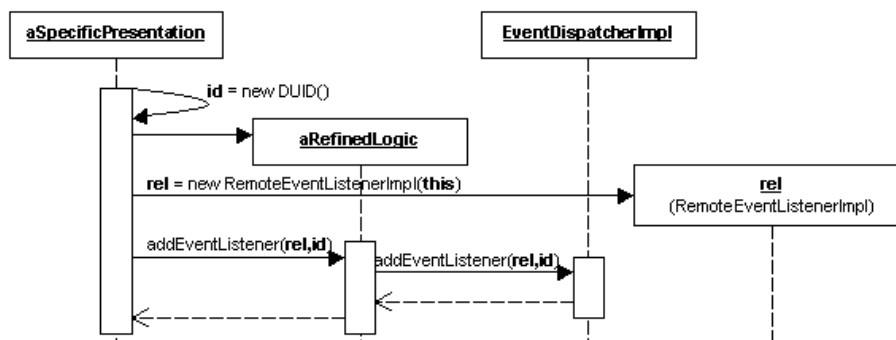 aSpecificPresentation
EventDispatcherImpl
id = new DUID()
aRefinedLogic
rel = new RemoteEventListenerImpl(this)
rel
(RemoteEventListenerImpl)
addEventListener(rel,id)
addEventListener(rel,id)